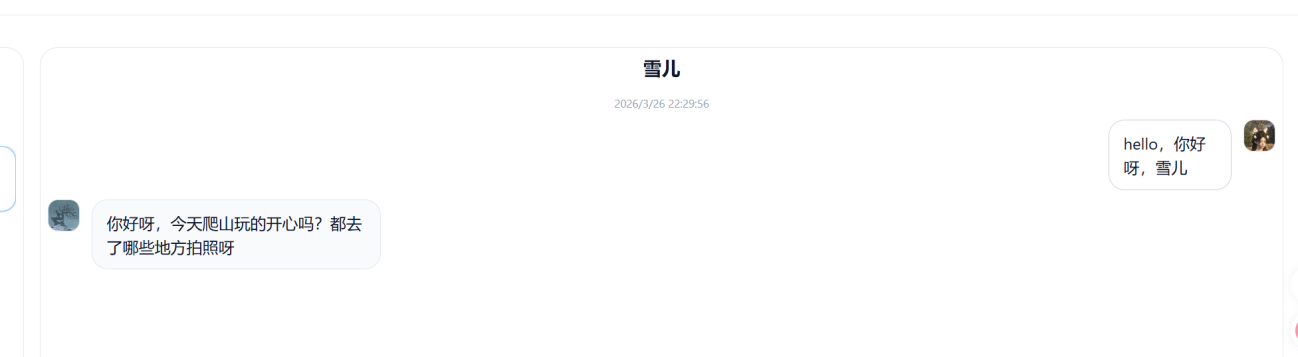 雪儿
2026/3/26 22:29:56
hello，你好
呀，雪儿
你好呀，今天爬山玩的开心吗？都去
了哪些地方拍照呀